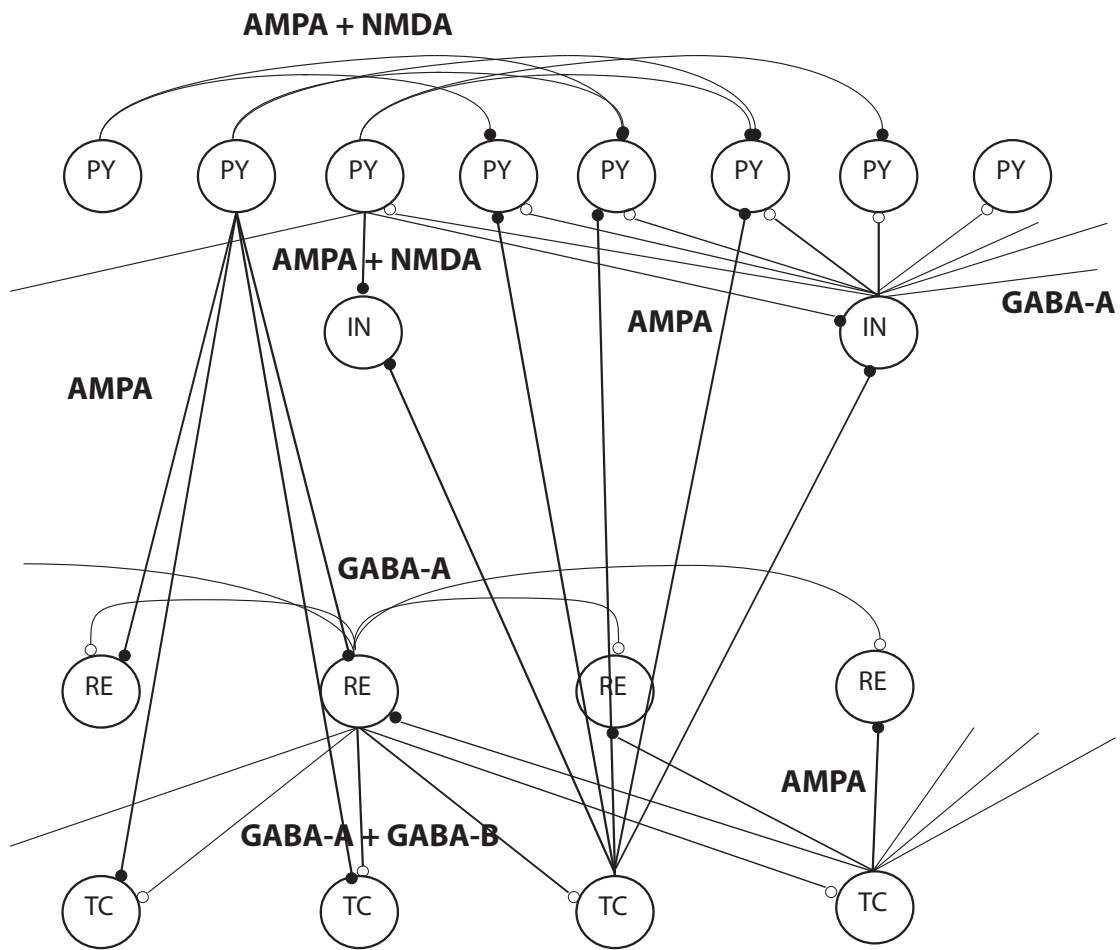 AMPA + NMDA
PY PY PY PY PY PY PY PY
AMPA + NMDA
GABA-A
AMPA
IN IN
AMPA
GABA-A
RE RE RE RE
AMPA
GABA-A + GABA-B
TC TC TC TC